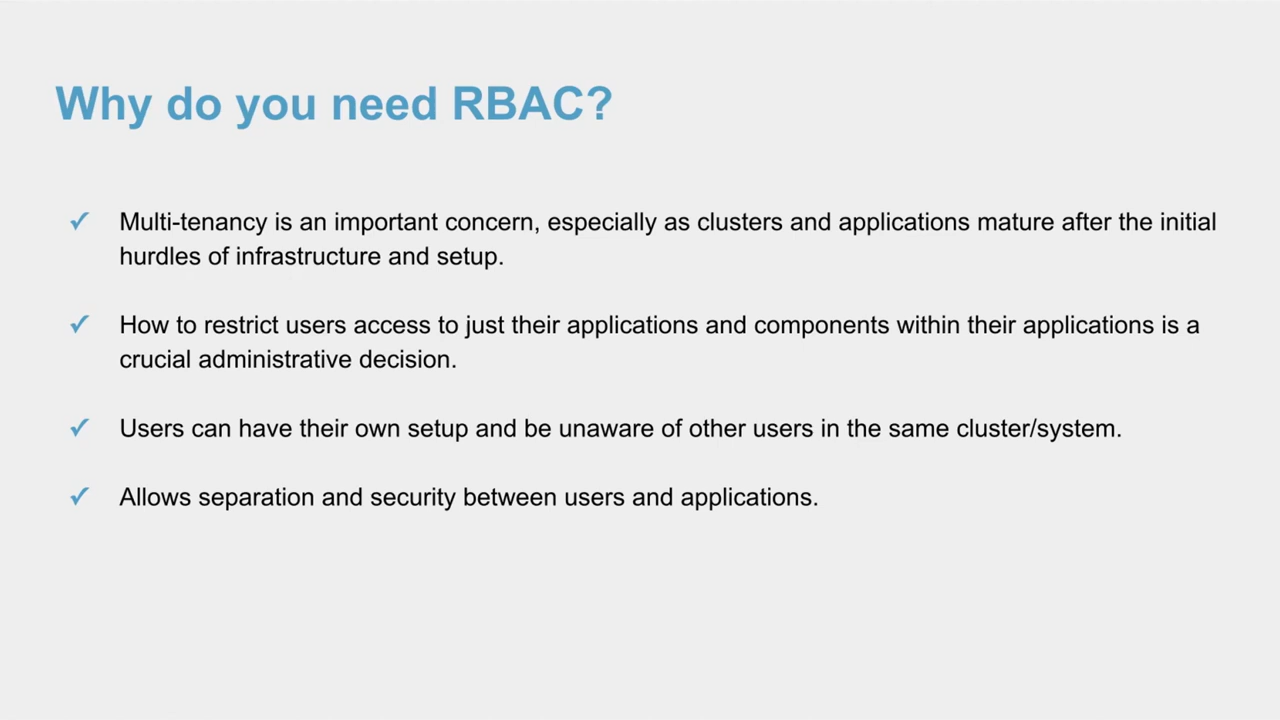 Why do you need RBAC?
✓ Multi-tenancy is an important concern, especially as clusters and applications mature after the initial
hurdles of infrastructure and setup.
✓ How to restrict users access to just their applications and components within their applications is a
crucial administrative decision.
✓ Users can have their own setup and be unaware of other users in the same cluster/system.
✓ Allows separation and security between users and applications.